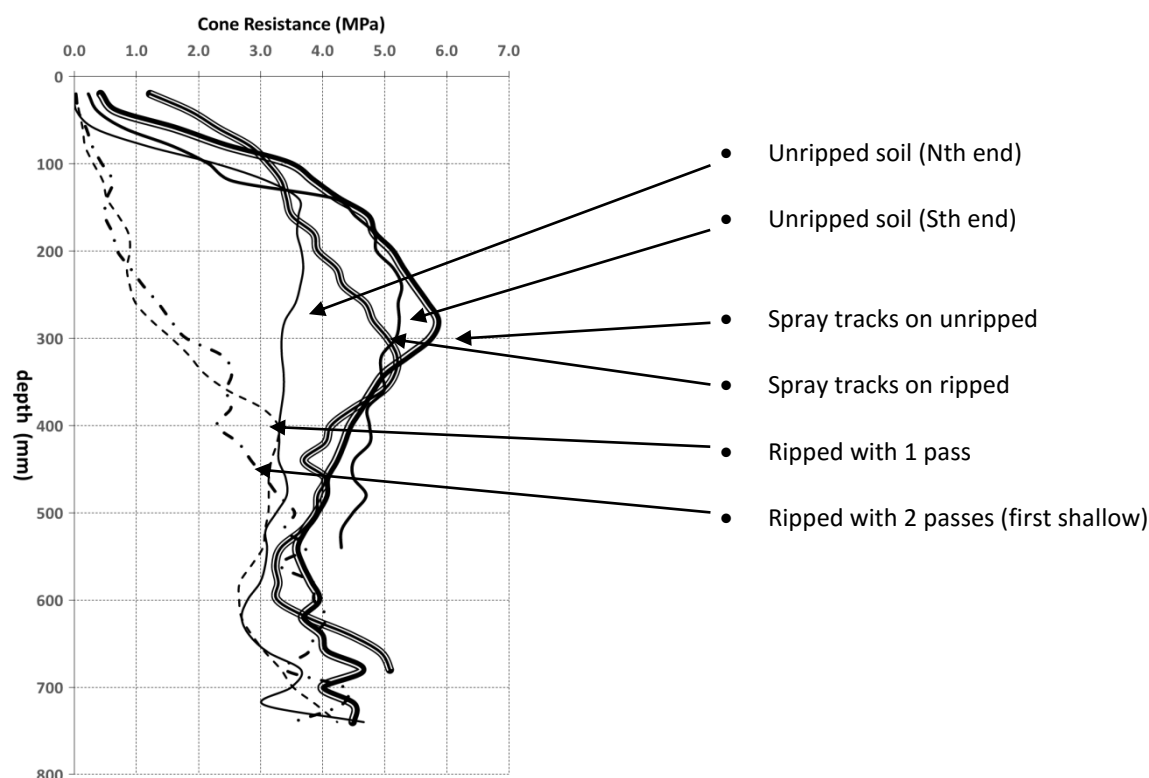 Cone Resistance (MPa)
0.0 1.0 2.0 3.0 4.0 5.0 6.0 7.0
0
100
200
300
400
500
600
700
800
depth (mm)
• Unripped soil (Nth end)
• Unripped soil (Sth end)
• Spray tracks on unripped
• Spray tracks on ripped
• Ripped with 1 pass
• Ripped with 2 passes (first shallow)